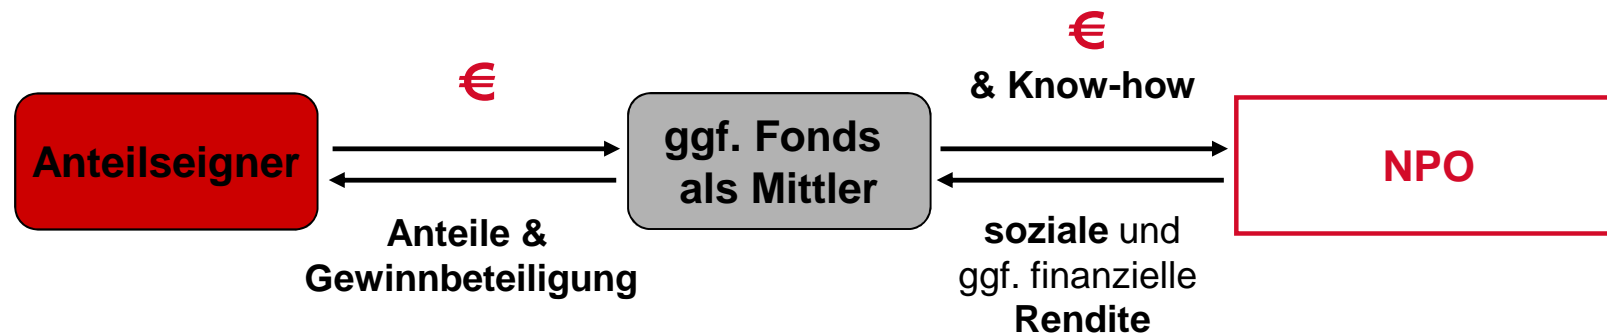 €
€
& Know-how
Anteilseigner
ggf. Fonds
als Mittler
NPO
Anteile &
Gewinnbeteiligung
soziale und
ggf. finanzielle
Rendite